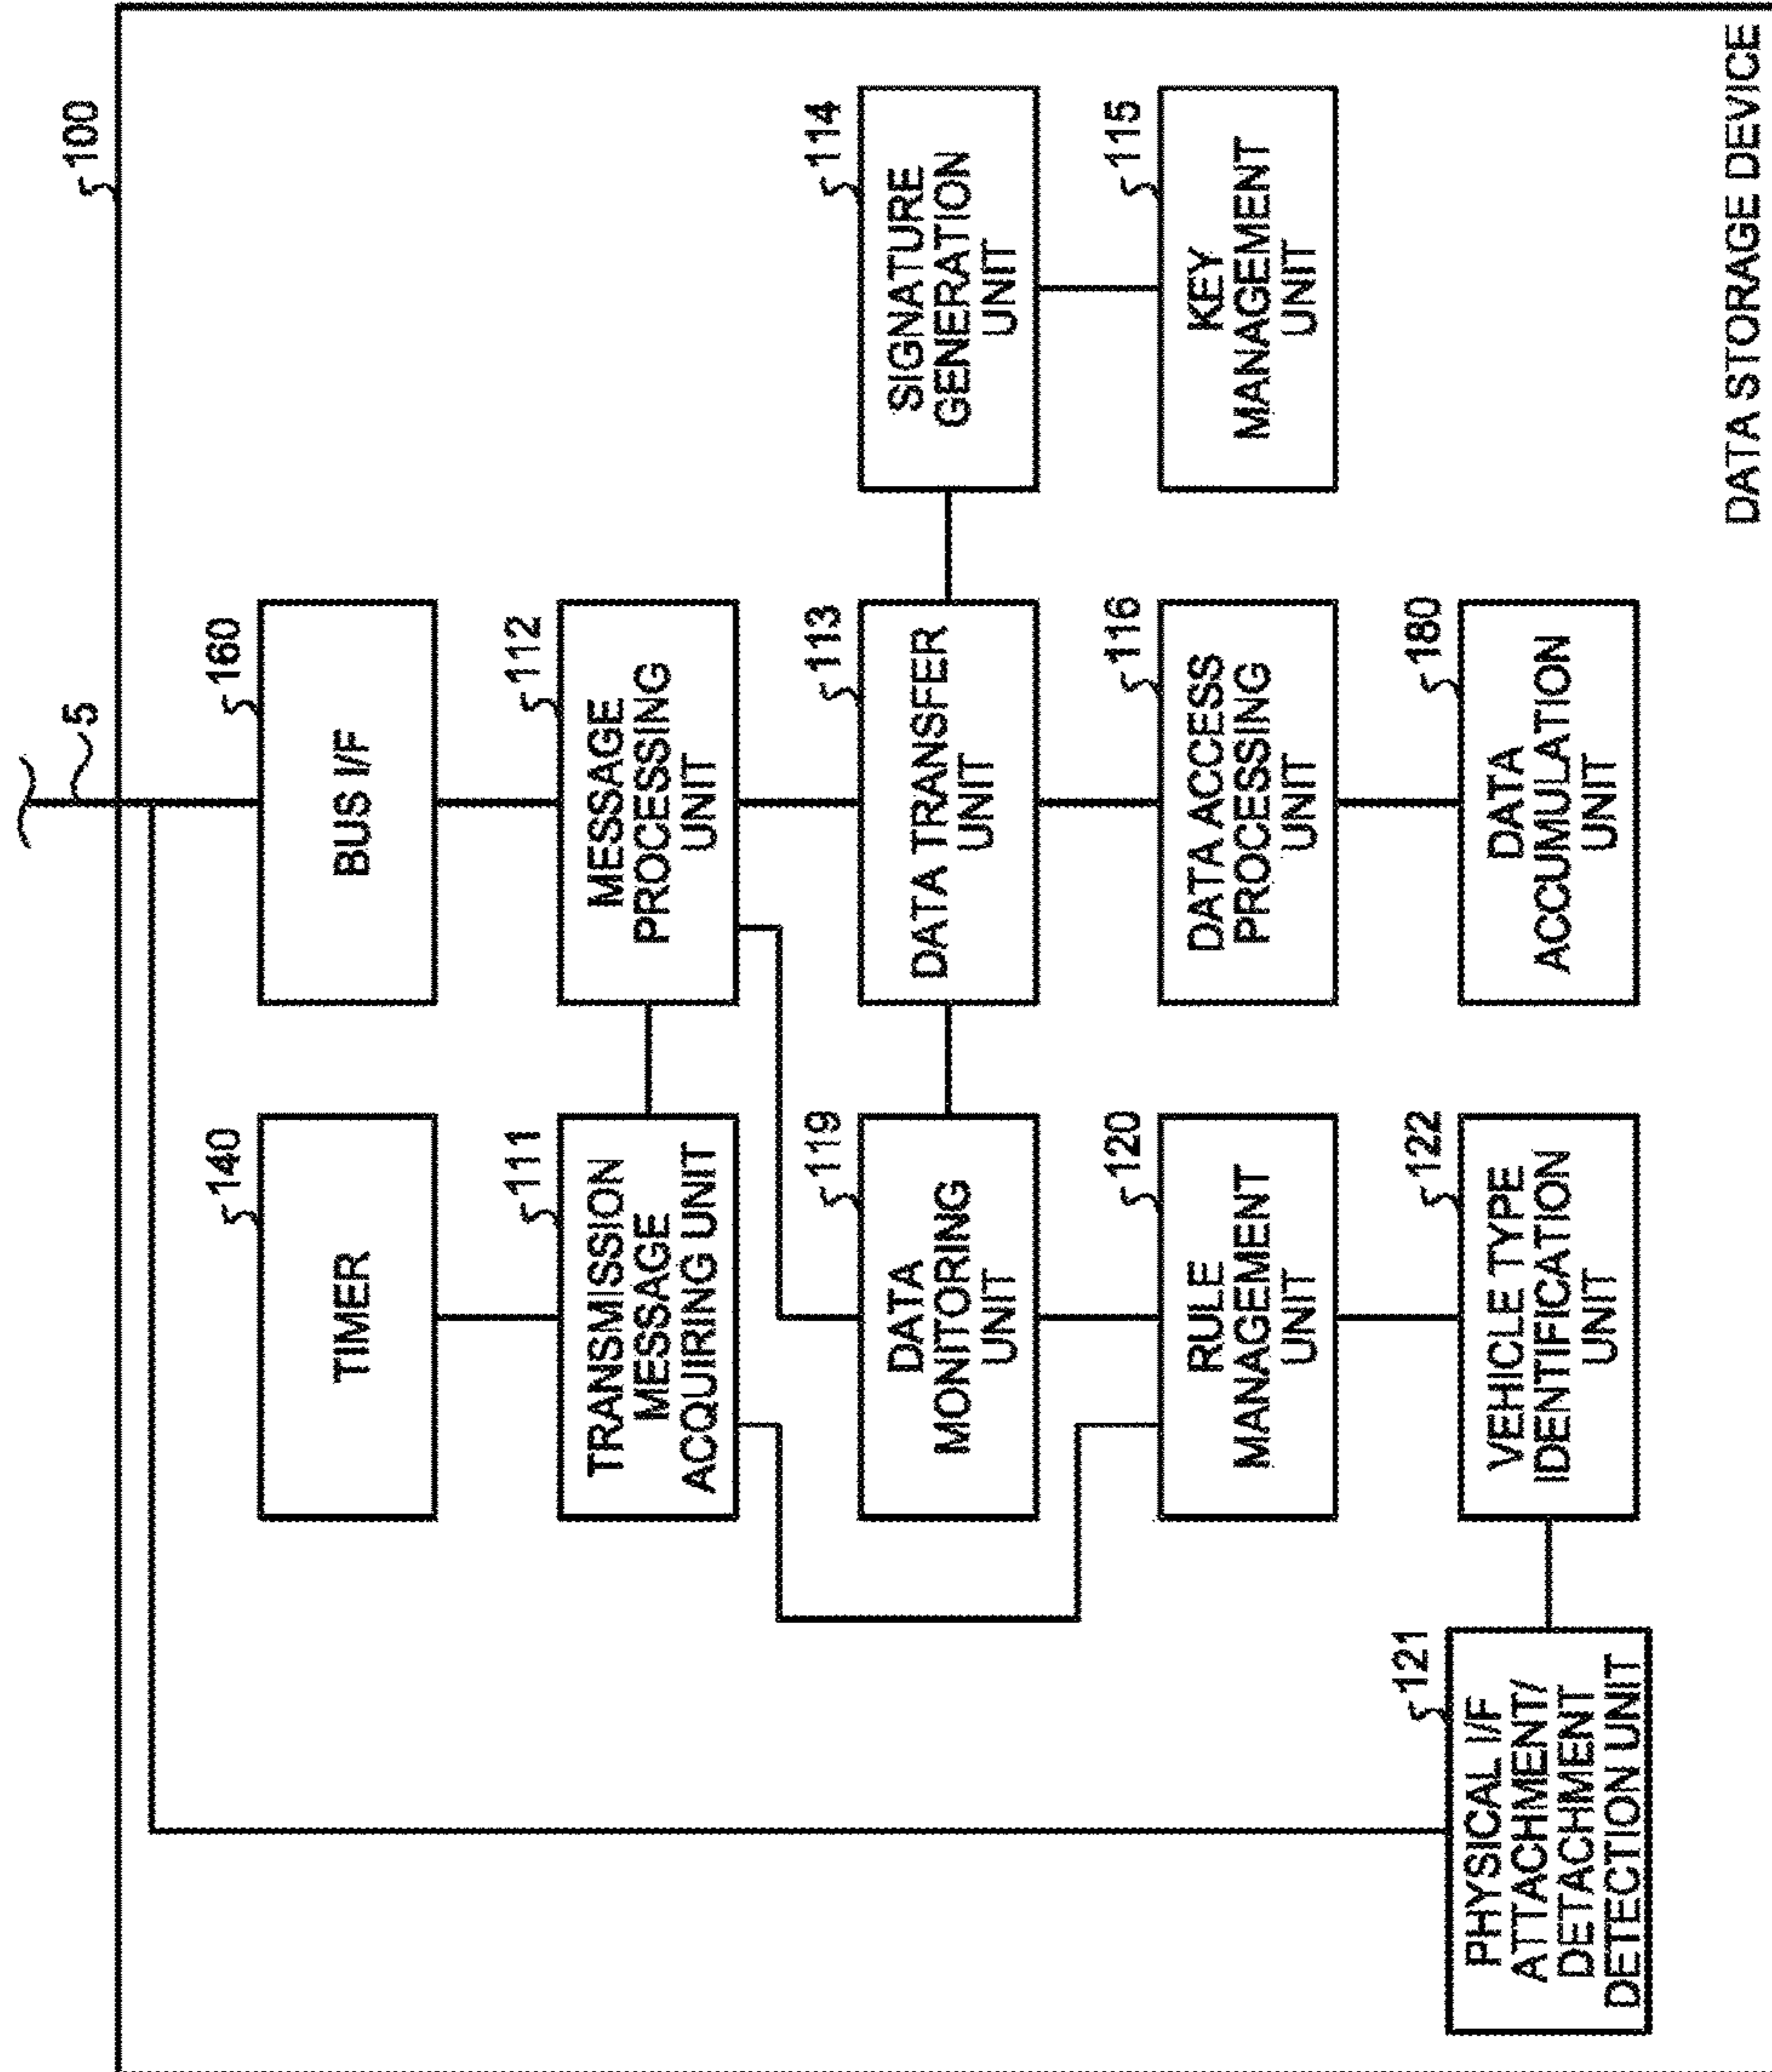 5
100
TIMER
140
BUS I/F
160
TRANSMISSION
MESSAGE
ACQUIRING UNIT
111
MESSAGE
PROCESSING
UNIT
112
DATA
MONITORING
UNIT
119
DATA TRANSFER
UNIT
113
SIGNATURE
GENERATION
UNIT
114
PHYSICAL I/F
ATTACHMENT/
DETACHMENT
DETECTION UNIT
121
RULE
MANAGEMENT
UNIT
120
DATA ACCESS
PROCESSING
UNIT
116
KEY
MANAGEMENT
UNIT
115
VEHICLE TYPE
IDENTIFICATION
UNIT
122
DATA
ACCUMULATION
UNIT
180
DATA STORAGE DEVICE